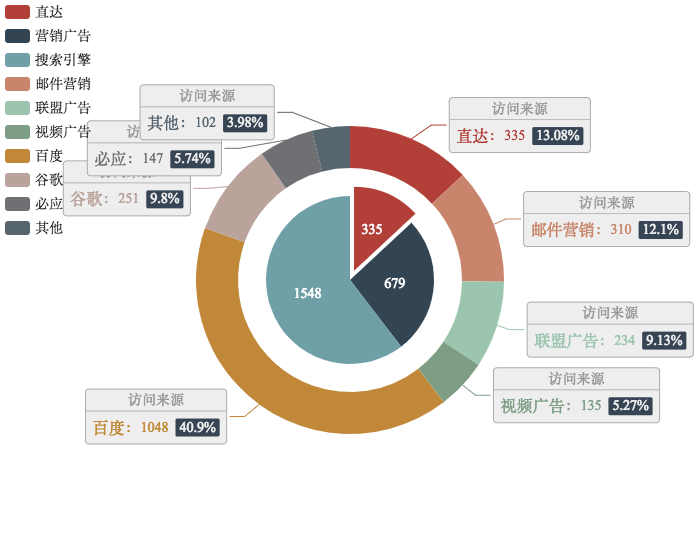 直达
营销广告
搜索引擎
邮件营销
联盟广告
视频广告
百度
谷歌
必应
其他
访问来源
其他： 102 3.98%
访
必应： 147 5.74%
谷歌： 251 9.8%
访问来源
直达： 335 13.08%
访问来源
邮件营销： 310 12.1%
访问来源
联盟广告： 234 9.13%
访问来源
视频广告： 135 5.27%
访问来源
百度： 1048 40.9%
335
679
1548